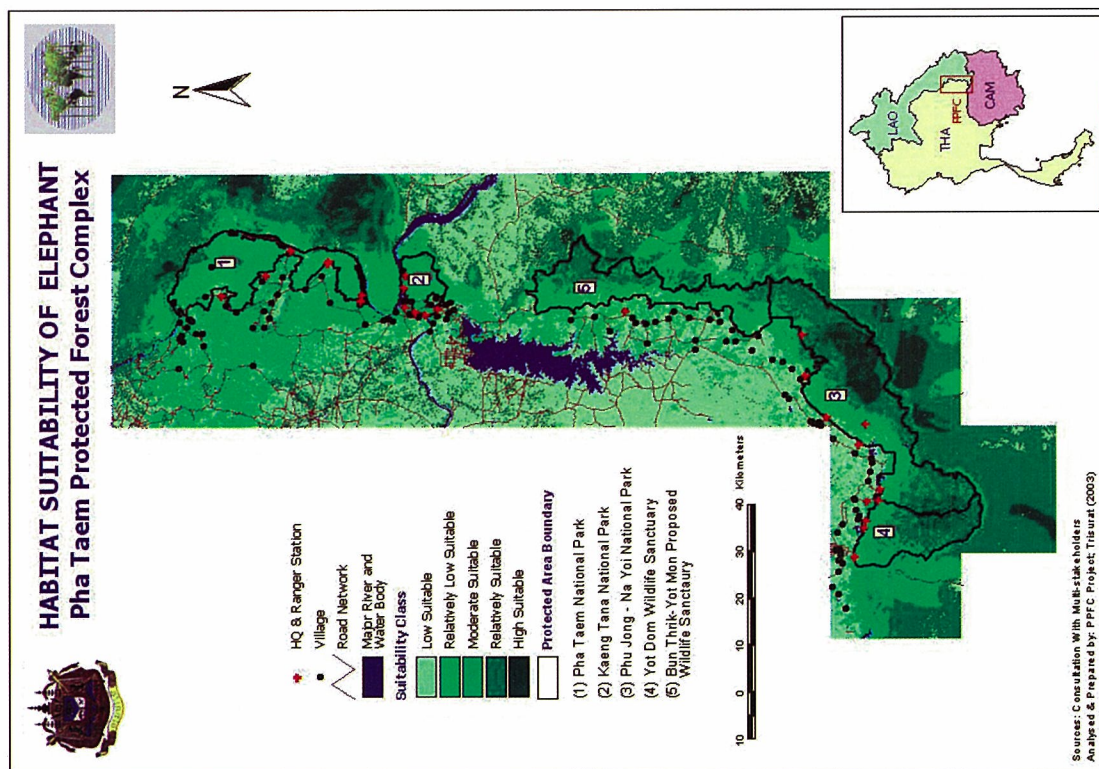 HABITAT SUITABILITY OF ELEPHANT
Pha Taem Protected Forest Complex
N
HQ & Ranger Station
Village
Road Network
Major River and
Water Body
Suitability Class
Low Suitable
Relatively Low Suitable
Moderate Suitable
Relatively Suitable
High Suitable
Protected Area Boundary
(1) Pha Taem National Park
(2) Kaeng Tana National Park
(3) Phu Jong - Na Yoi National Park
(4) Yot Dom Wildlife Sanctuary
(5) Bun Thrik-Yot Mon Proposed
Wildlife Sanctaury
10 0 10 20 30 40 Kilometers
1
2
5
3
4
LAO
THA
PPFC
CAM
Sources: Consultation With Multi-stakeholders
Analysed & Prepared by: PPFC Project; Trisurat (2003)